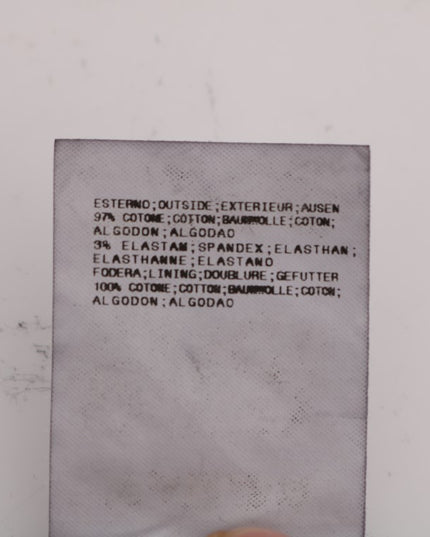 ESTERNO;OUTSIDE;EXTERIEUR;AUSEN
97% COTONE;COTTON;BAUMWOLLE;COTON;
ALGODON;ALGODAO
3% ELASTAM;SPANDEX;ELASTHAN;
ELASTHANNE;ELASTANO
FODERA;LINING;DOUBLURE;GEFUTTER
100% COTONE;COTTON;BAUMWOLLE;COTON;
ALGODON;ALGODAO